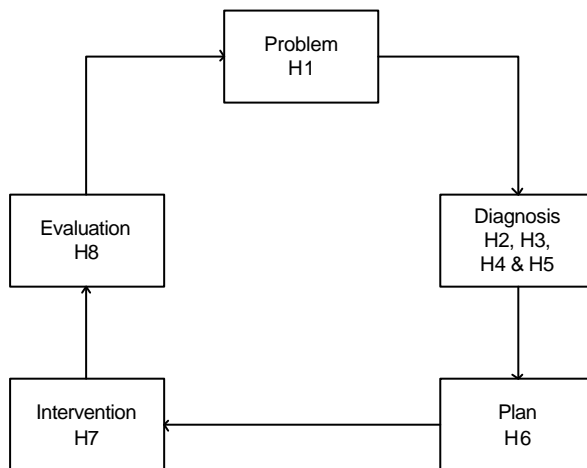 Problem
H1
Diagnosis
H2, H3,
H4 & H5
Plan
H6
Intervention
H7
Evaluation
H8